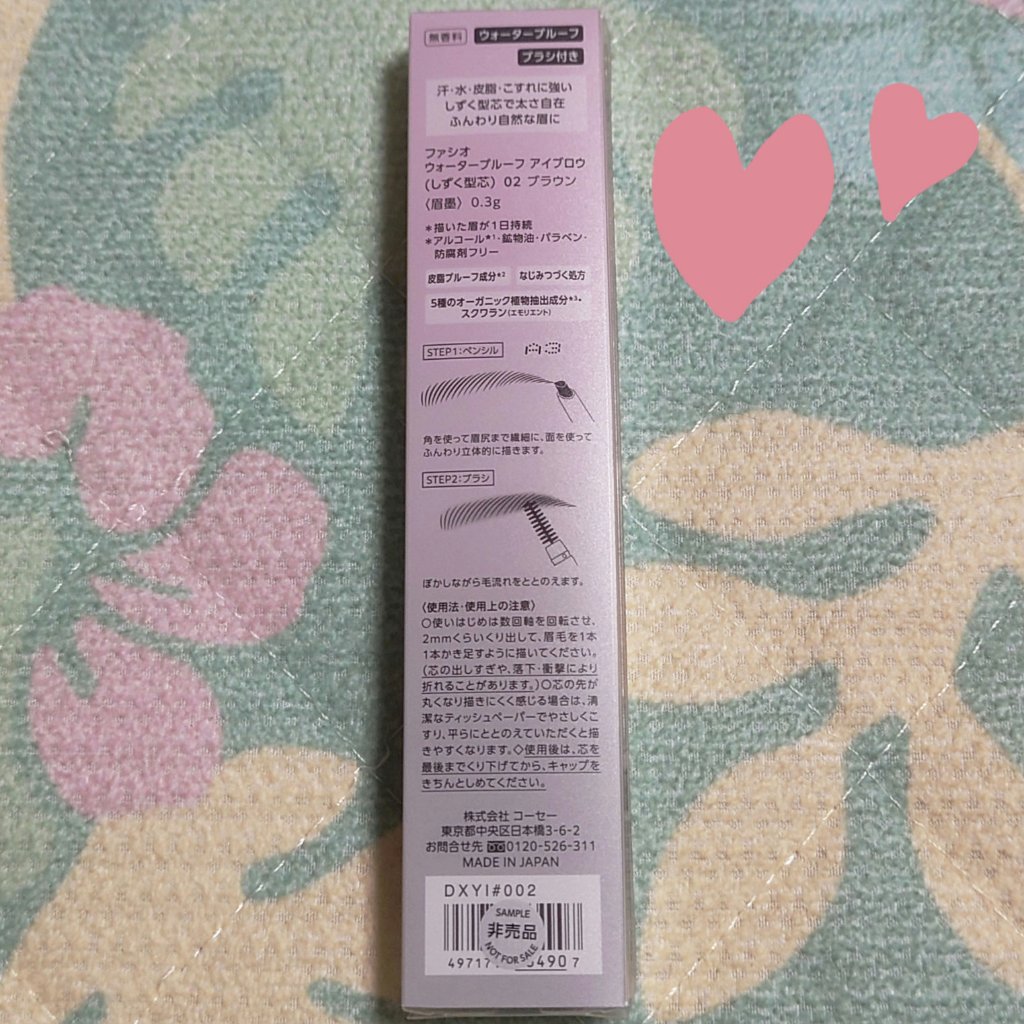 無香料 ウォータープルーフ
ブラシ付き
汗・水・皮脂・こすれに強い
しずく型芯で太さ自在
ふんわり自然な眉に
ファシオ
ウォータープルーフ アイブロウ
(しずく型芯) 02 ブラウン
〈眉墨〉 0.3g
*描いた眉が1日持続
*アルコール★¹・鉱物油・パラベン・
防腐剤フリー
皮脂プルーフ成分★² なじみつづく処方
5種のオーガニック植物抽出成分★³・
スクワラン(エモリエント)
STEP1:ペンシル A3
角を使って眉尻まで繊細に、面を使って
ふんわり立体的に描きます。
STEP2:ブラシ
ぼかしながら毛流れをととのえます。
〈使用法・使用上の注意〉
○使いはじめは数回軸を回転させ、
2mmくらいくり出して、眉毛を1本
1本かき足すように描いてください。
(芯の出しすぎや、落下・衝撃により
折れることがあります。)○芯の先が
丸くなり描きにくく感じる場合は、清
潔なティッシュペーパーでやさしくこ
すり、平らにととのえていただくと描
きやすくなります。◇使用後は、芯を
最後までくり下げてから、キャップを
きちんとしめてください。
株式会社 コーセー
東京都中央区日本橋3-6-2
お問合せ先 0120-526-311
MADE IN JAPAN
DXYI#002
SAMPLE
非売品
NOT FOR SALE
49717 4907